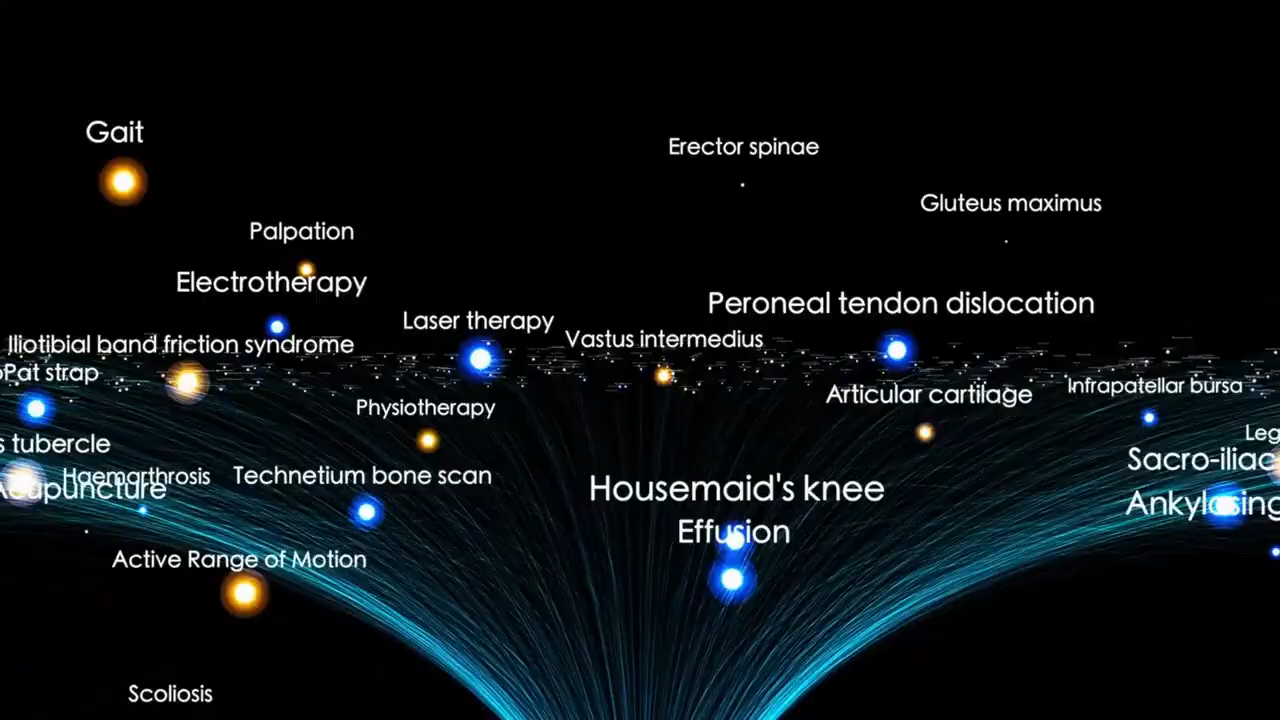 Gait
Erector spinae
Gluteus maximus
Palpation
Electrotherapy
Peroneal tendon dislocation
Laser therapy
Vastus intermedius
Iliotibial band friction syndrome
oPat strap
Physiotherapy
Articular cartilage
Infrapatellar bursa
Leg
s tubercle
Sacro-iliac
Haemarthrosis
Acupuncture
Technetium bone scan
Housemaid's knee
Ankylosing
Effusion
Active Range of Motion
Scoliosis